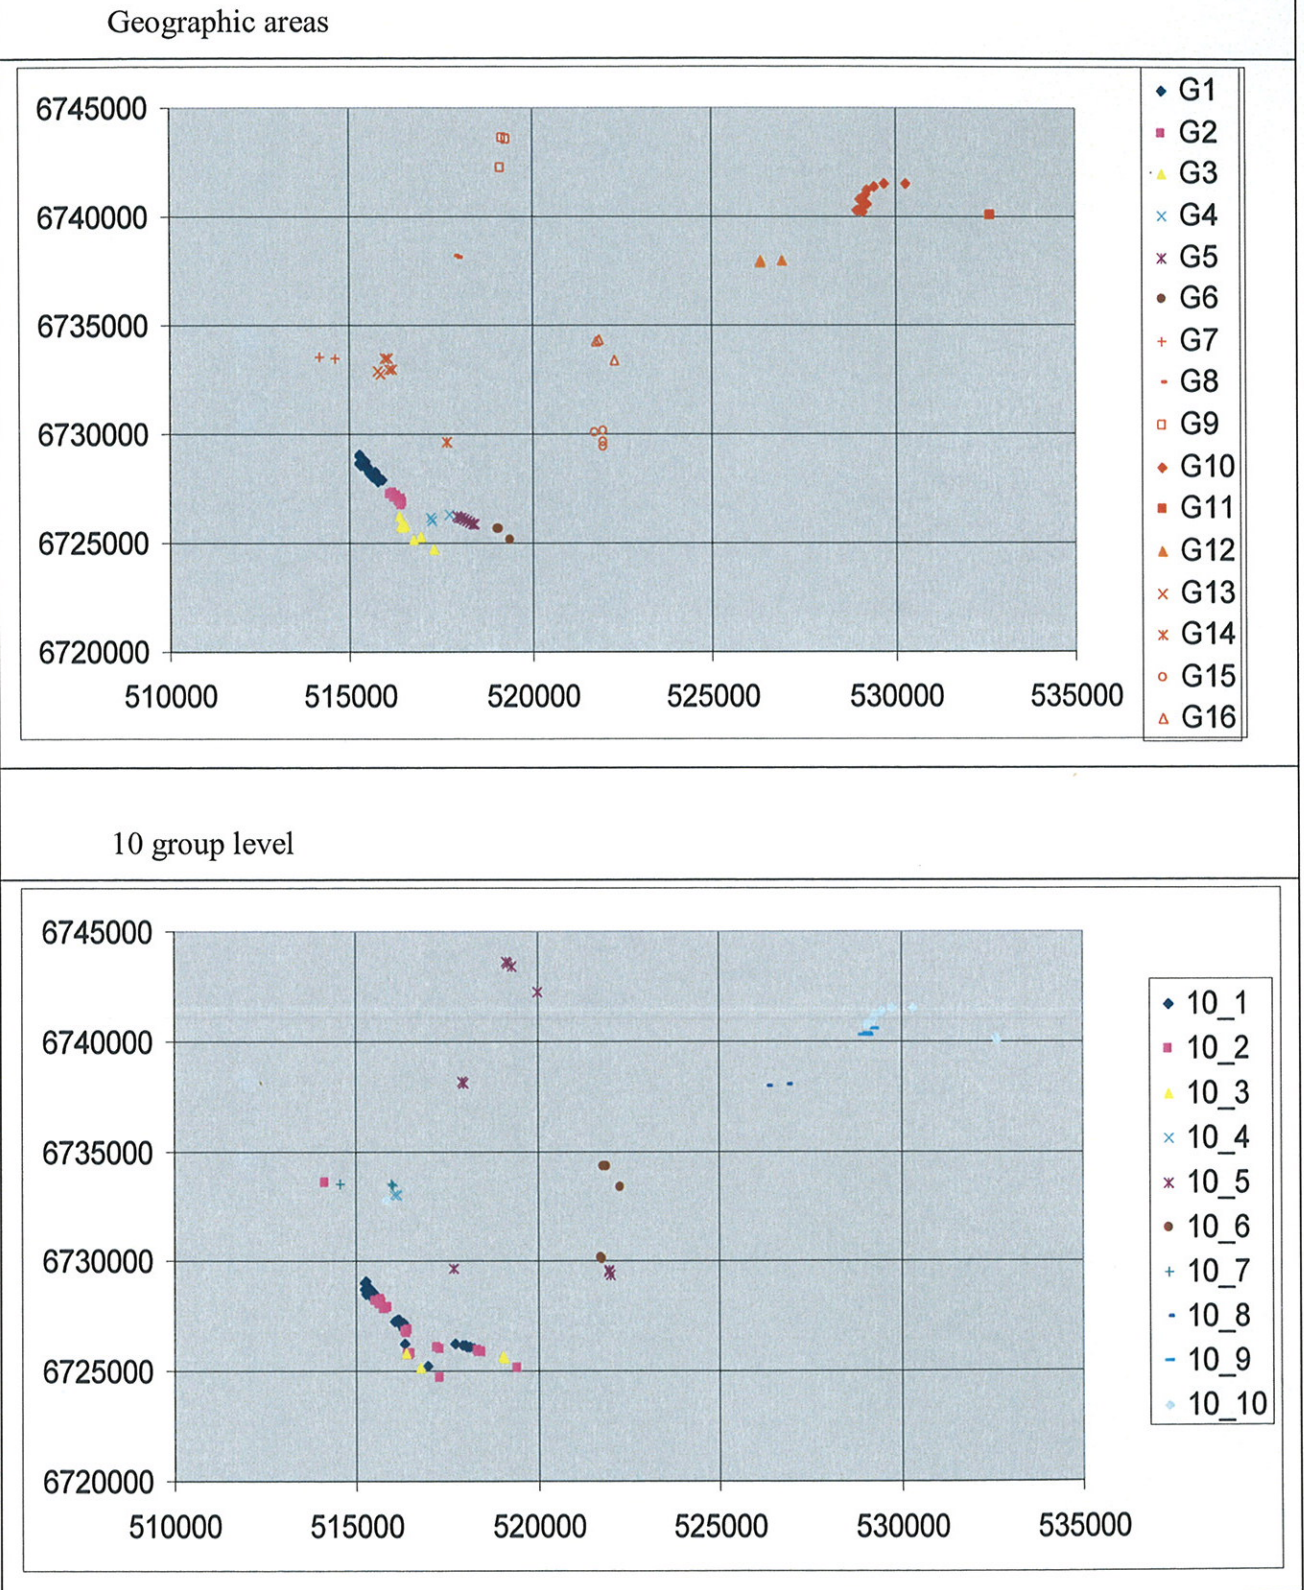 Geographic areas
6745000
6740000
6735000
6730000
6725000
6720000
510000 515000 520000 525000 530000 535000
G1
G2
G3
G4
G5
G6
G7
G8
G9
G10
G11
G12
G13
G14
G15
G16
10 group level
6745000
6740000
6735000
6730000
6725000
6720000
510000 515000 520000 525000 530000 535000
10_1
10_2
10_3
10_4
10_5
10_6
10_7
10_8
10_9
10_10